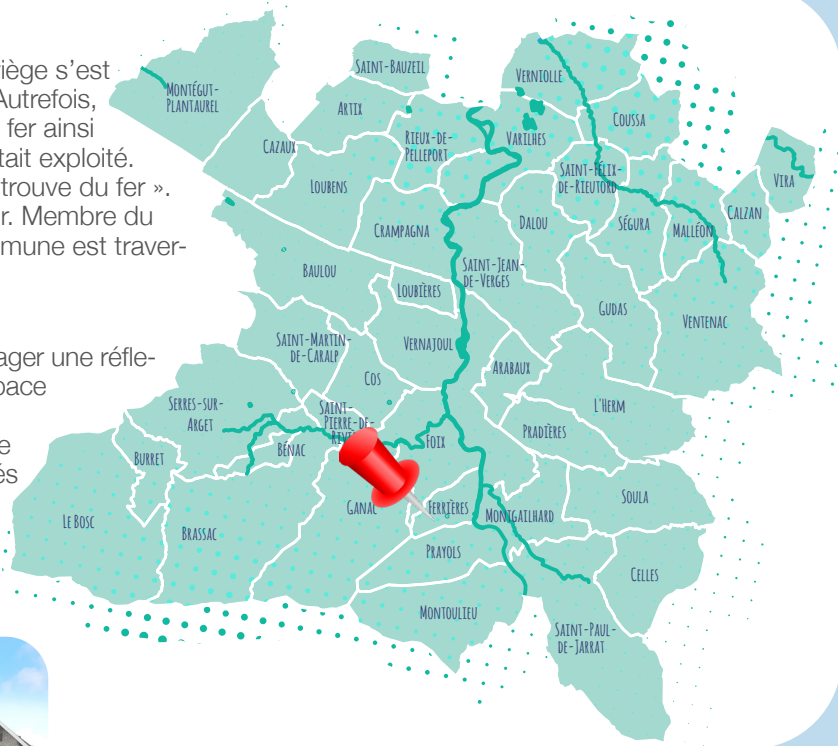 riège s’est
Autrefois,
fer ainsi
tait exploité.
trouve du fer ».
r. Membre du
mmune est traver-
ager une réfle-
pace
e
és
SAINT-BAUZEIL
VERNIOLLE
MONTÉGUT-
PLANTAUREL
ARTIX
COUSSA
RIEUX-DE-
PELLEPORT
VARILHES
CAZAUX
SAINT-FÉLIX-
DE-RIEUTORD
VIRA
LOUBENS
CALZAN
DALOU
SÉGURA
MALLÉON
CRAMPAGNA
SAINT-JEAN-
DE-VERGES
BAULOU
LOUBIÈRES
GUDAS
VENTENAC
SAINT-MARTIN-
DE-CARALP
VERNAJOUL
ARABAUX
COS
L'HERM
SERRES-SUR-
ARGET
SAINT-
PIERRE-DE-
PRADIÈRES
FOIX
BÉNAC
BURRET
SOULA
GANAC
FERRIÈRES
MONTGAILHARD
LE BOSC
BRASSAC
PRAYOLS
CELLES
MONTOULIEU
SAINT-PAUL-
DE-JARRAT